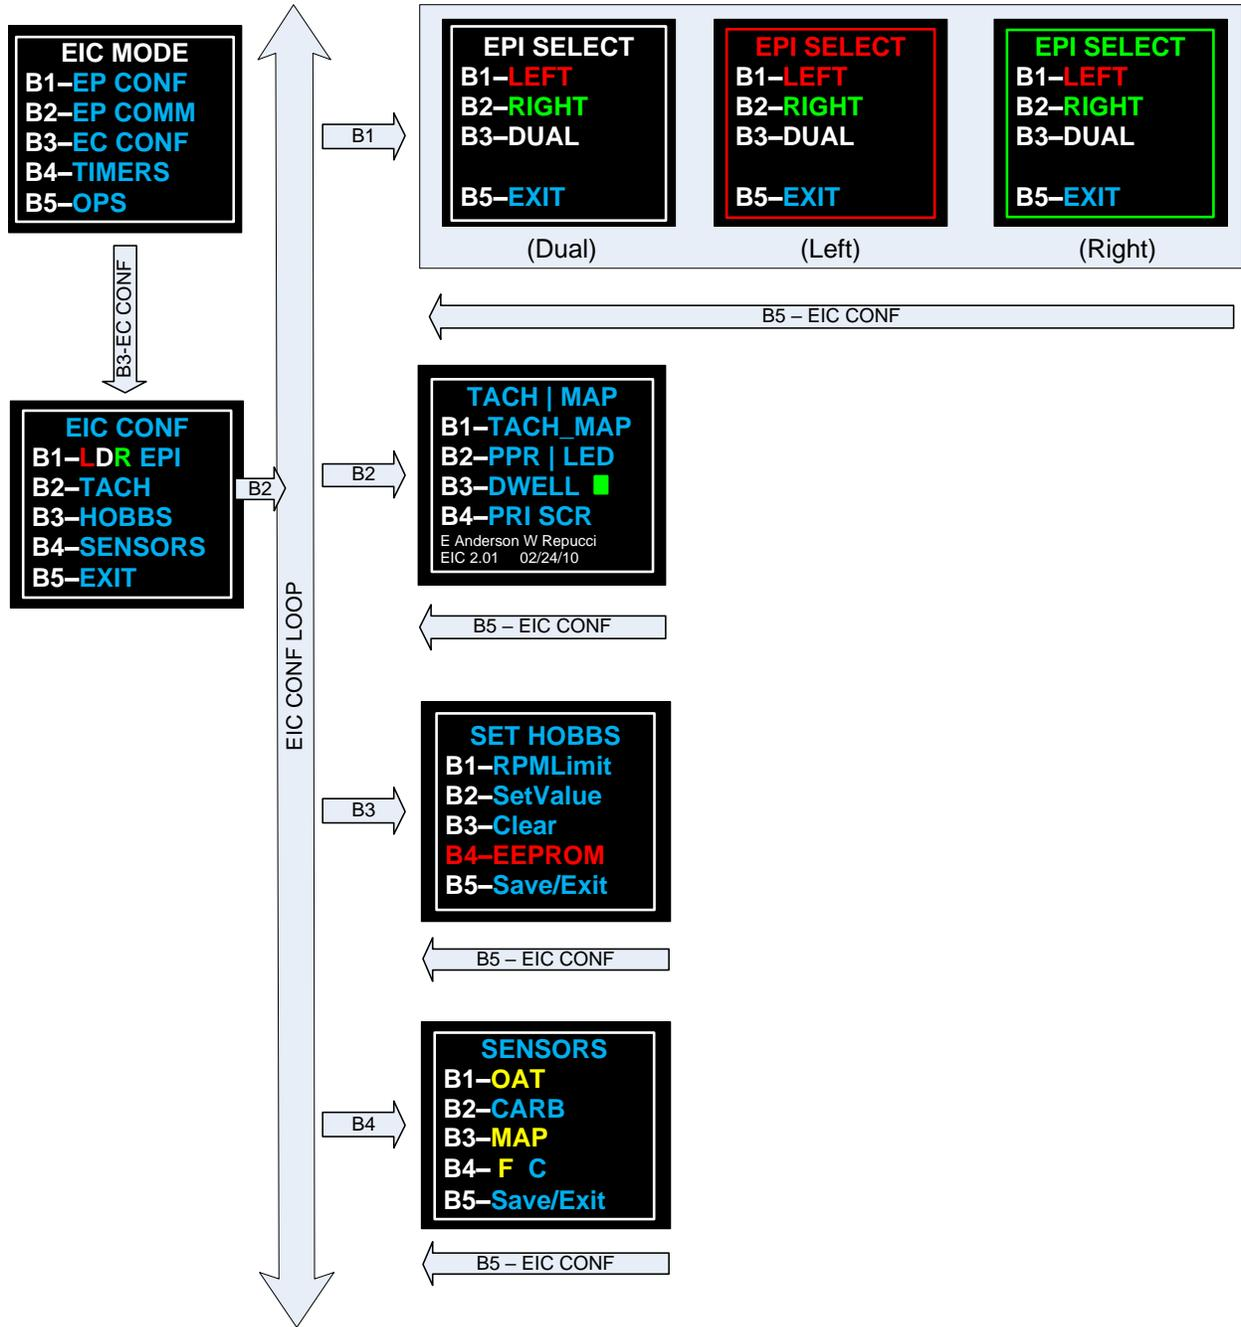 EIC MODE
B1–EP CONF
B2–EP COMM
B3–EC CONF
B4–TIMERS
B5–OPS
B3-EC CONF
EIC CONF
B1–LDR EPI
B2–TACH
B3–HOBBS
B4–SENSORS
B5–EXIT
B2
EIC CONF LOOP
B1
EPI SELECT
B1–LEFT
B2–RIGHT
B3–DUAL
B5–EXIT
(Dual)
EPI SELECT
B1–LEFT
B2–RIGHT
B3–DUAL
B5–EXIT
(Left)
EPI SELECT
B1–LEFT
B2–RIGHT
B3–DUAL
B5–EXIT
(Right)
B5 – EIC CONF
B2
TACH | MAP
B1–TACH_MAP
B2–PPR | LED
B3–DWELL
B4–PRI SCR
E Anderson W Repucci
EIC 2.01 02/24/10
B5 – EIC CONF
B3
SET HOBBS
B1–RPMLimit
B2–SetValue
B3–Clear
B4–EEPROM
B5–Save/Exit
B5 – EIC CONF
B4
SENSORS
B1–OAT
B2–CARB
B3–MAP
B4– F C
B5–Save/Exit
B5 – EIC CONF